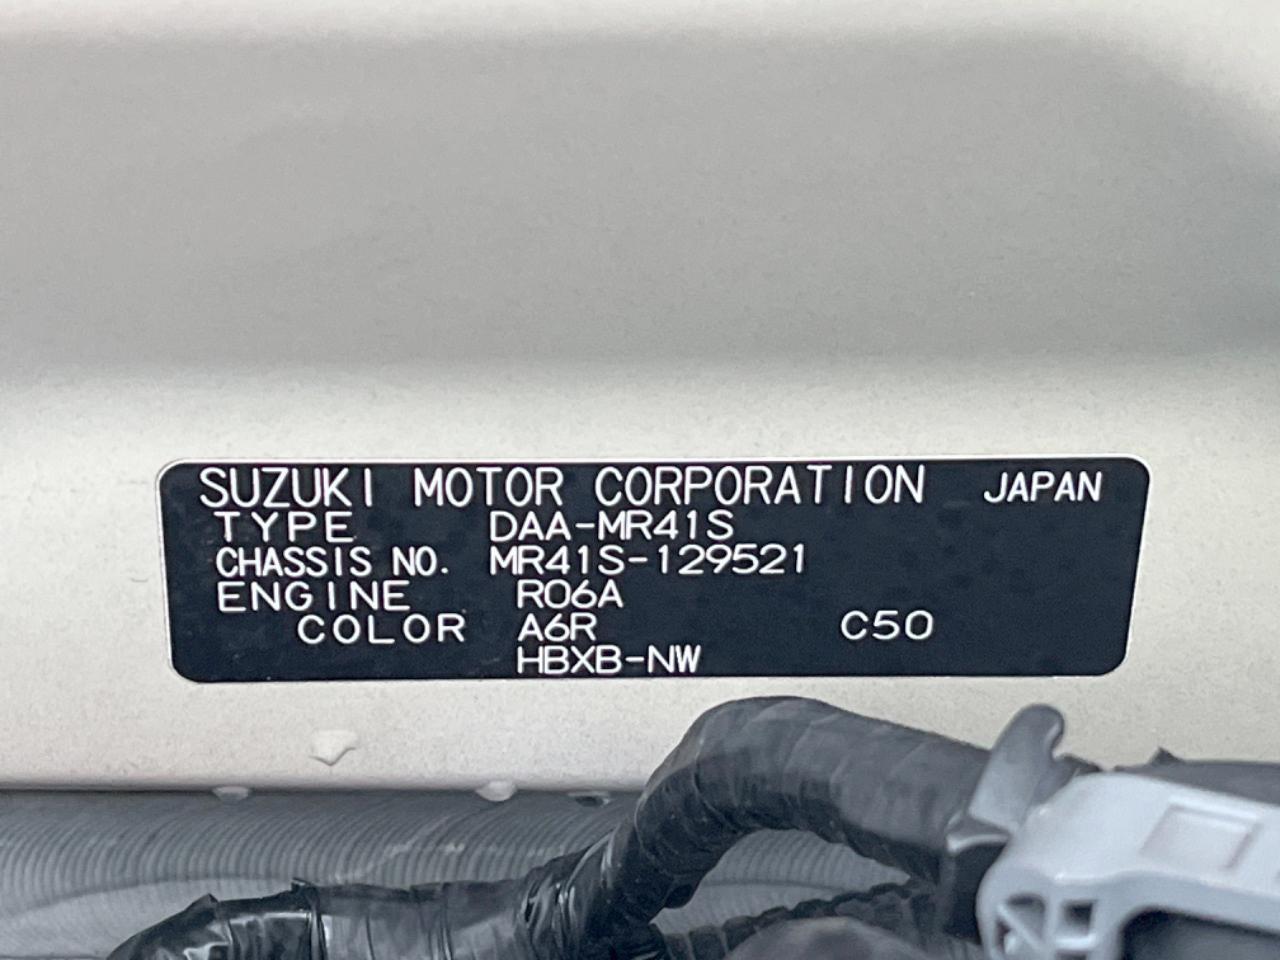 SUZUKI MOTOR CORPORATION JAPAN
TYPE DAA-MR41S
CHASSIS NO. MR41S-129521
ENGINE R06A
COLOR A6R C50
HBXB-NW